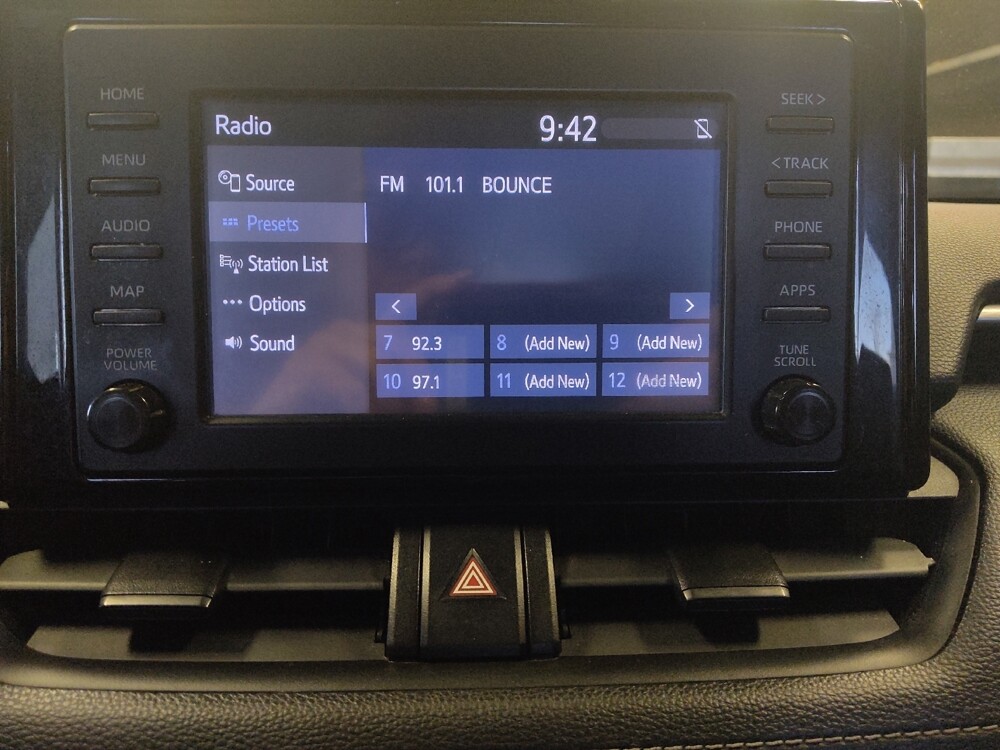 HOME
MENU
AUDIO
MAP
POWER
VOLUME
Radio
9:42
Source
Presets
Station List
Options
Sound
FM 101.1 BOUNCE
< >
7 92.3 8 (Add New) 9 (Add New)
10 97.1 11 (Add New) 12 (Add New)
SEEK >
< TRACK
PHONE
APPS
TUNE
SCROLL